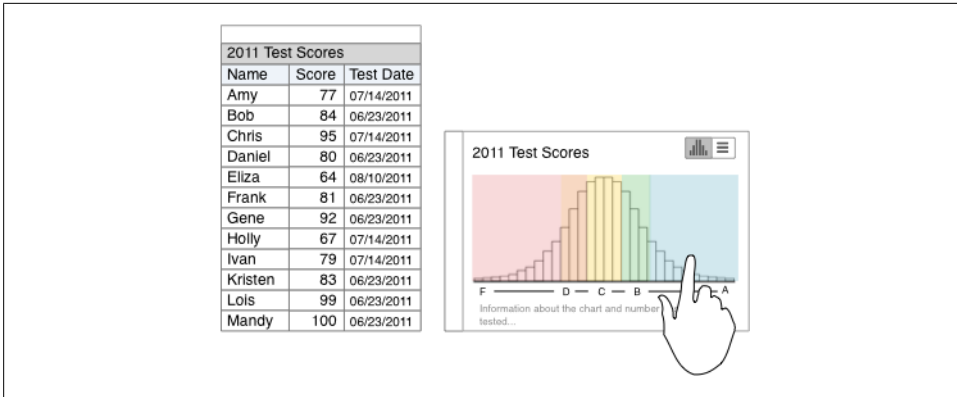 2011 Test Scores
Name Score Test Date
Amy 77 07/14/2011
Bob 84 06/23/2011
Chris 95 07/14/2011
Daniel 80 06/23/2011
Eliza 64 08/10/2011
Frank 81 06/23/2011
Gene 92 06/23/2011
Holly 67 07/14/2011
Ivan 79 07/14/2011
Kristen 83 06/23/2011
Lois 99 06/23/2011
Mandy 100 06/23/2011
2011 Test Scores
F D C B A
Information about the chart and number
tested...